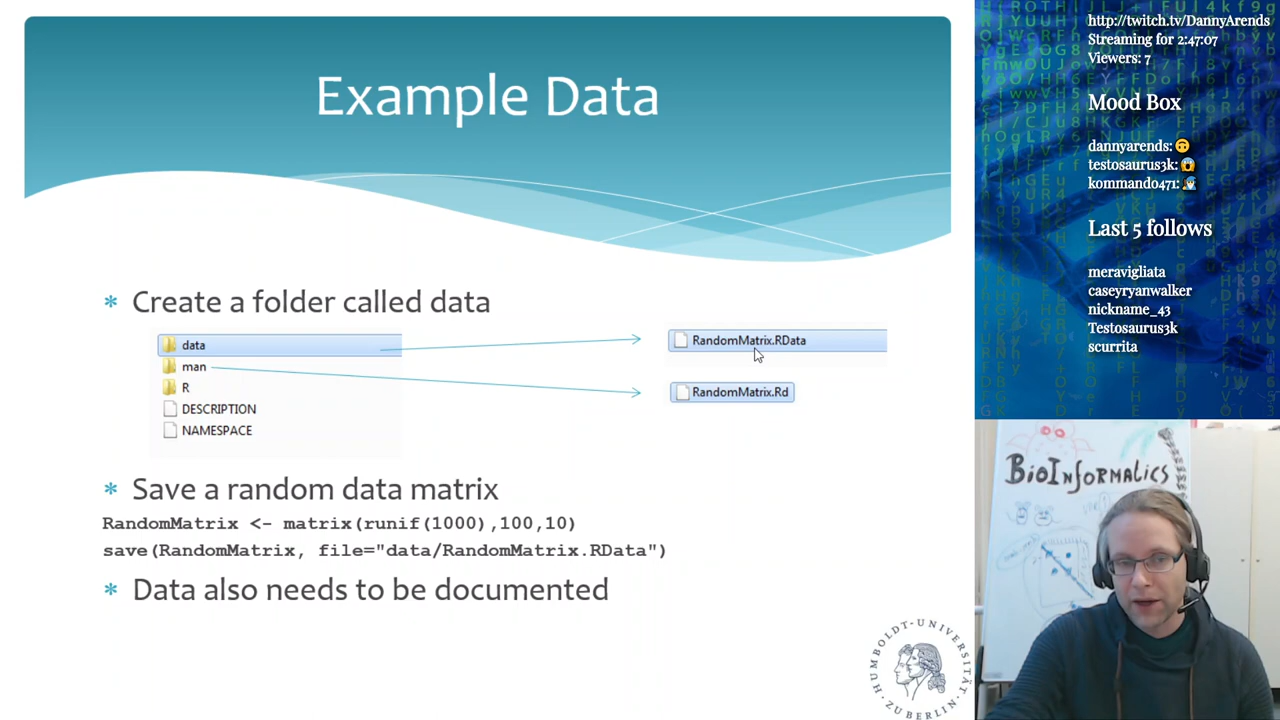 Example Data
* Create a folder called data
data
man
R
DESCRIPTION
NAMESPACE
RandomMatrix.RData
RandomMatrix.Rd
* Save a random data matrix
RandomMatrix <- matrix(runif(1000),100,10)
save(RandomMatrix, file="data/RandomMatrix.RData")
* Data also needs to be documented
HUMBOLDT-UNIVERSITÄT
ZU BERLIN
http://twitch.tv/DannyArends
Streaming for 2:47:07
Viewers: 7
Mood Box
dannyarends: 🙃
testosaurus3k: 😱
kommando471:
Last 5 follows
meravigliata
caseyryanwalker
nickname_43
Testosaurus3k
scurrita
BioInformatics